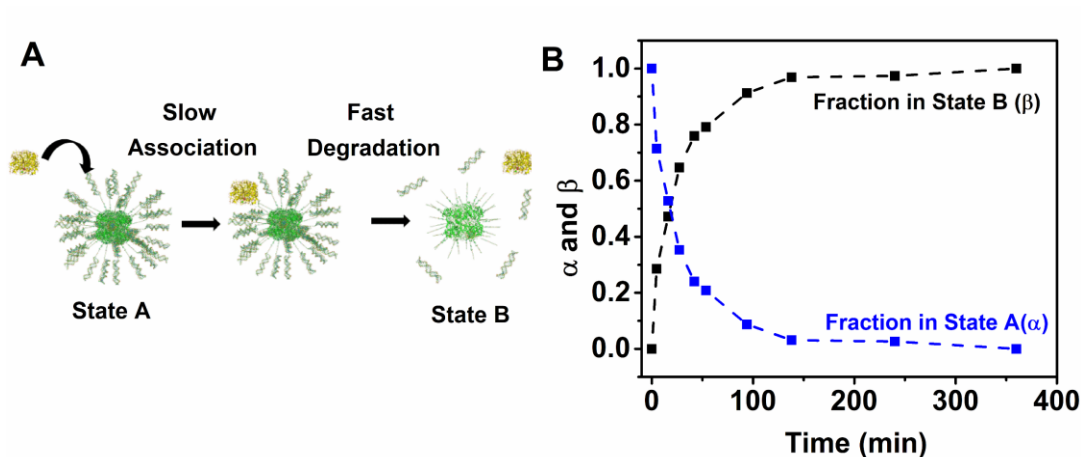 A
Slow
Association
Fast
Degradation
State A
State B
B
α and β
1.0
0.8
0.6
0.4
0.2
0.0
Fraction in State B (β)
Fraction in State A(α)
0
100
200
300
400
Time (min)